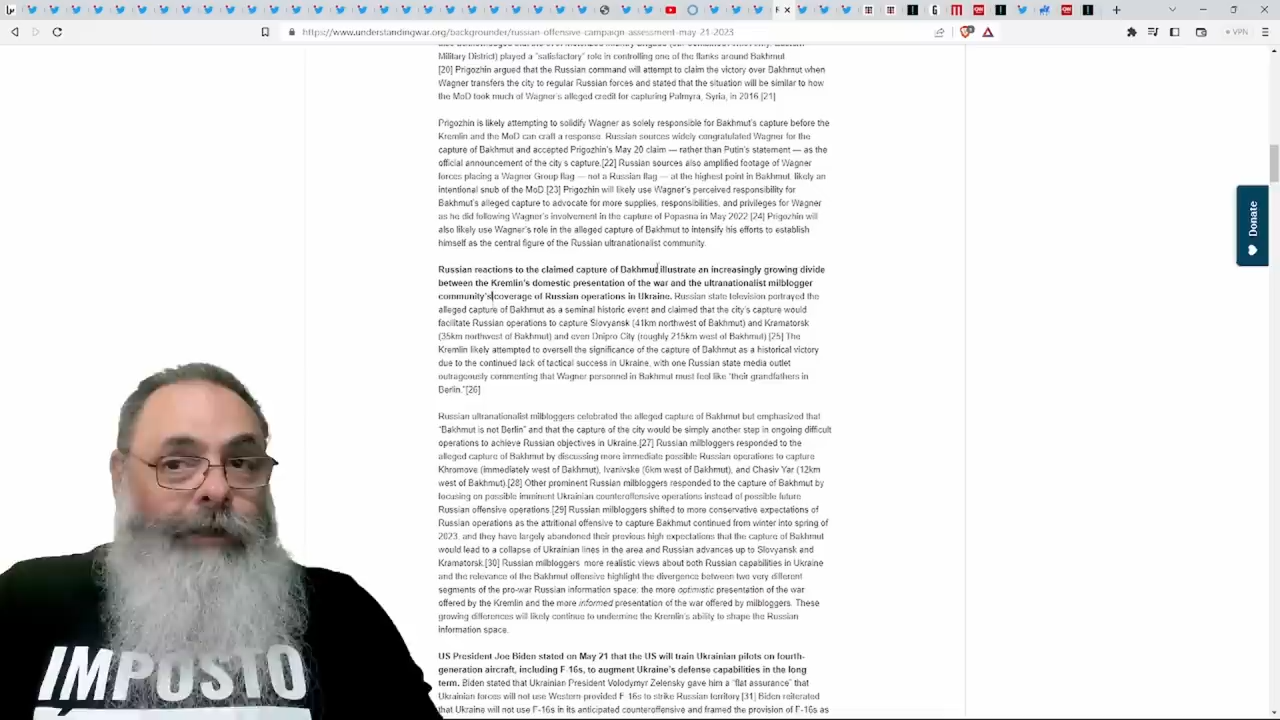 https://www.understandingwar.org/backgrounder/russian-offensive-campaign-assessment-may-21-2023
VPN
Military District) played a "satisfactory" role in controlling one of the flanks around Bakhmut
[20] Prigozhin argued that the Russian command will attempt to claim the victory over Bakhmut when
Wagner transfers the city to regular Russian forces and stated that the situation will be similar to how
the MoD took much of Wagner's alleged credit for capturing Palmyra, Syria, in 2016 [21]
Prigozhin is likely attempting to solidify Wagner as solely responsible for Bakhmut's capture before the
Kremlin and the MoD can craft a response. Russian sources widely congratulated Wagner for the
capture of Bakhmut and accepted Prigozhin's May 20 claim — rather than Putin's statement — as the
official announcement of the city's capture.[22] Russian sources also amplified footage of Wagner
forces placing a Wagner Group flag — not a Russian flag — at the highest point in Bakhmut, likely an
intentional snub of the MoD [23] Prigozhin will likely use Wagner's perceived responsibility for
Bakhmut's alleged capture to advocate for more supplies, responsibilities, and privileges for Wagner
as he did following Wagner's involvement in the capture of Popasna in May 2022 [24] Prigozhin will
also likely use Wagner's role in the alleged capture of Bakhmut to intensify his efforts to establish
himself as the central figure of the Russian ultranationalist community.
Russian reactions to the claimed capture of Bakhmut illustrate an increasingly growing divide
between the Kremlin's domestic presentation of the war and the ultranationalist milblogger
community's coverage of Russian operations in Ukraine. Russian state television portrayed the
alleged capture of Bakhmut as a seminal historic event and claimed that the city's capture would
facilitate Russian operations to capture Slovyansk (41km northwest of Bakhmut) and Kramatorsk
(35km northwest of Bakhmut) and even Dnipro City (roughly 215km west of Bakhmut) [25] The
Kremlin likely attempted to oversell the significance of the capture of Bakhmut as a historical victory
due to the continued lack of tactical success in Ukraine, with one Russian state media outlet
outrageously commenting that Wagner personnel in Bakhmut must feel like "their grandfathers in
Berlin."[26]
Russian ultranationalist milbloggers celebrated the alleged capture of Bakhmut but emphasized that
"Bakhmut is not Berlin" and that the capture of the city would be simply another step in ongoing difficult
operations to achieve Russian objectives in Ukraine.[27] Russian milbloggers responded to the
alleged capture of Bakhmut by discussing more immediate possible Russian operations to capture
Khromove (immediately west of Bakhmut), Ivanivske (6km west of Bakhmut), and Chasiv Yar (12km
west of Bakhmut).[28] Other prominent Russian milbloggers responded to the capture of Bakhmut by
focusing on possible imminent Ukrainian counteroffensive operations instead of possible future
Russian offensive operations.[29] Russian milbloggers shifted to more conservative expectations of
Russian operations as the attritional offensive to capture Bakhmut continued from winter into spring of
2023, and they have largely abandoned their previous high expectations that the capture of Bakhmut
would lead to a collapse of Ukrainian lines in the area and Russian advances up to Slovyansk and
Kramatorsk.[30] Russian milbloggers more realistic views about both Russian capabilities in Ukraine
and the relevance of the Bakhmut offensive highlight the divergence between two very different
segments of the pro-war Russian information space: the more optimistic presentation of the war
offered by the Kremlin and the more informed presentation of the war offered by milbloggers. These
growing differences will likely continue to undermine the Kremlin's ability to shape the Russian
information space.
US President Joe Biden stated on May 21 that the US will train Ukrainian pilots on fourth-
generation aircraft, including F-16s, to augment Ukraine's defense capabilities in the long
term. Biden stated that Ukrainian President Volodymyr Zelensky gave him a "flat assurance" that
Ukrainian forces will not use Western-provided F-16s to strike Russian territory [31] Biden reiterated
that Ukraine will not use F-16s in its anticipated counteroffensive and framed the provision of F-16s as
Donate
IMPOSTO